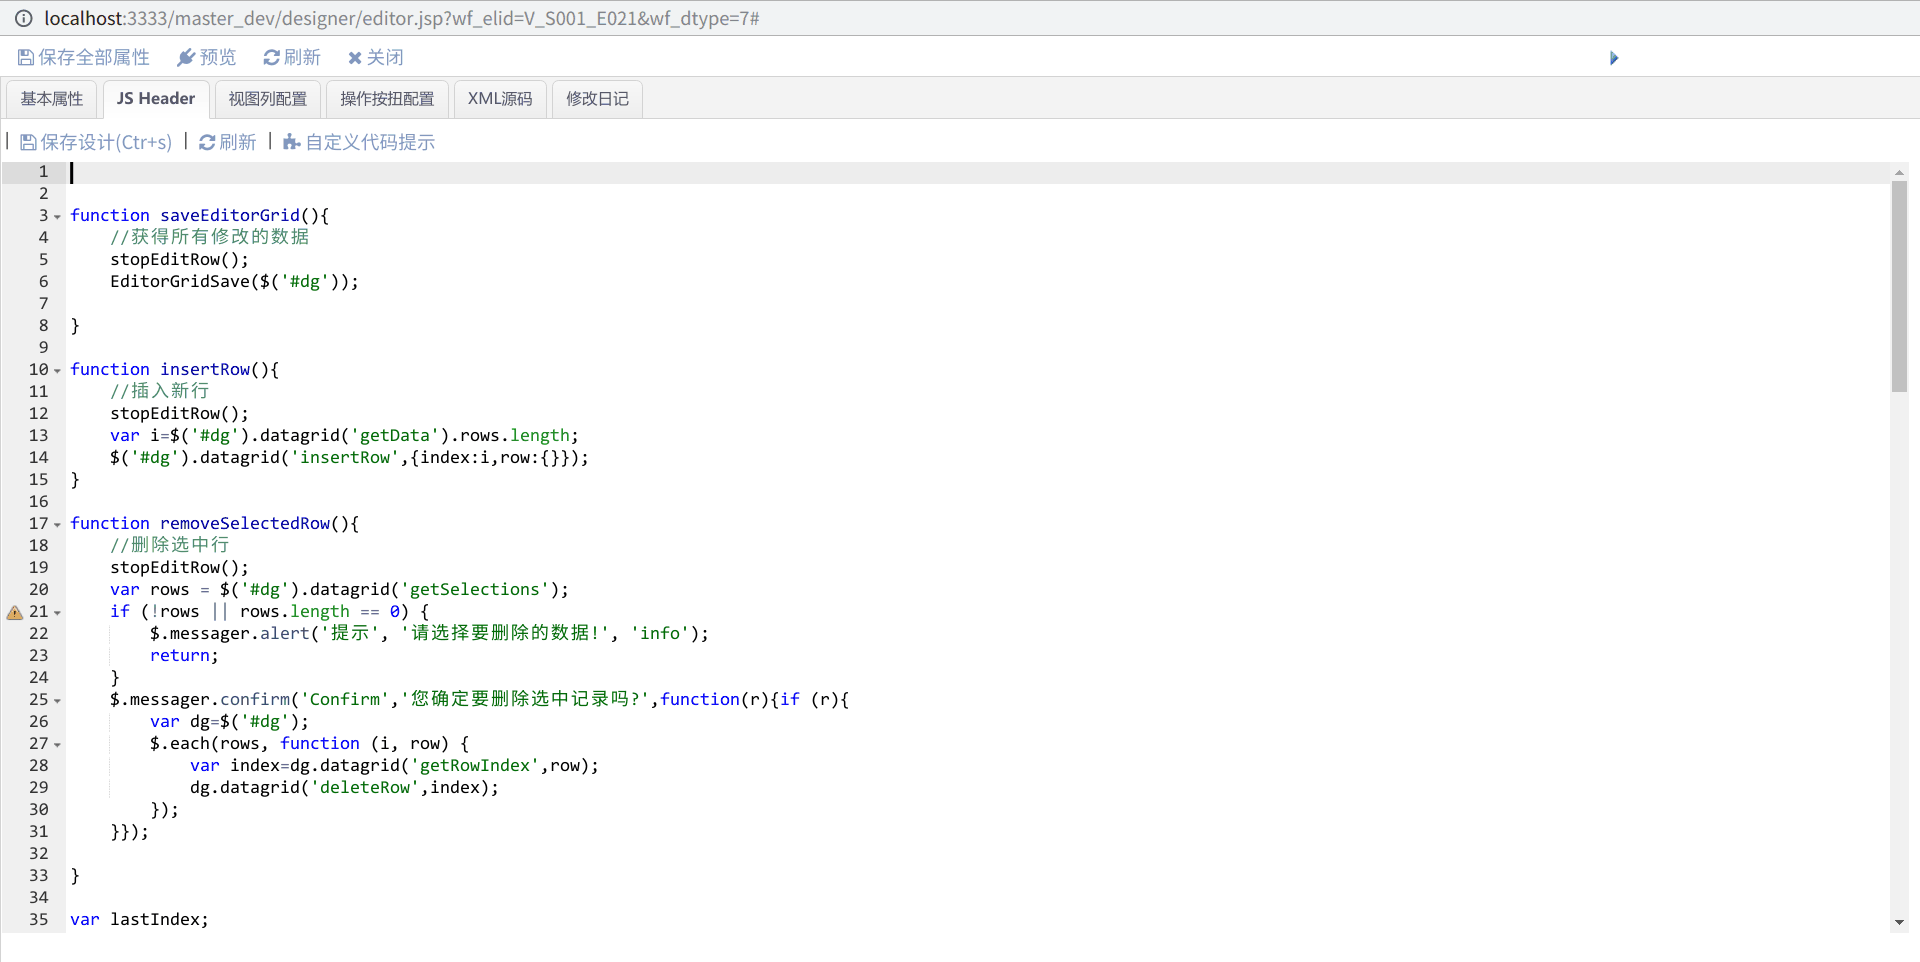 localhost:3333/master_dev/designer/editor.jsp?wf_elid=V_S001_E021&wf_dtype=7#
保存全部属性 预览 刷新 关闭
基本属性 JS Header 视图列配置 操作按扭配置 XML源码 修改日记
| 保存设计(Ctr+s) | 刷新 | 自定义代码提示
1
2
3 function saveEditorGrid(){
4 //获得所有修改的数据
5 stopEditRow();
6 EditorGridSave($('#dg'));
7
8 }
9
10 function insertRow(){
11 //插入新行
12 stopEditRow();
13 var i=$('#dg').datagrid('getData').rows.length;
14 $('#dg').datagrid('insertRow',{index:i,row:{}});
15 }
16
17 function removeSelectedRow(){
18 //删除选中行
19 stopEditRow();
20 var rows = $('#dg').datagrid('getSelections');
21 if (!rows || rows.length == 0) {
22 $.messager.alert('提示', '请选择要删除的数据!', 'info');
23 return;
24 }
25 $.messager.confirm('Confirm','您确定要删除选中记录吗?',function(r){if (r){
26 var dg=$('#dg');
27 $.each(rows, function (i, row) {
28 var index=dg.datagrid('getRowIndex',row);
29 dg.datagrid('deleteRow',index);
30 });
31 }});
32
33 }
34
35 var lastIndex;